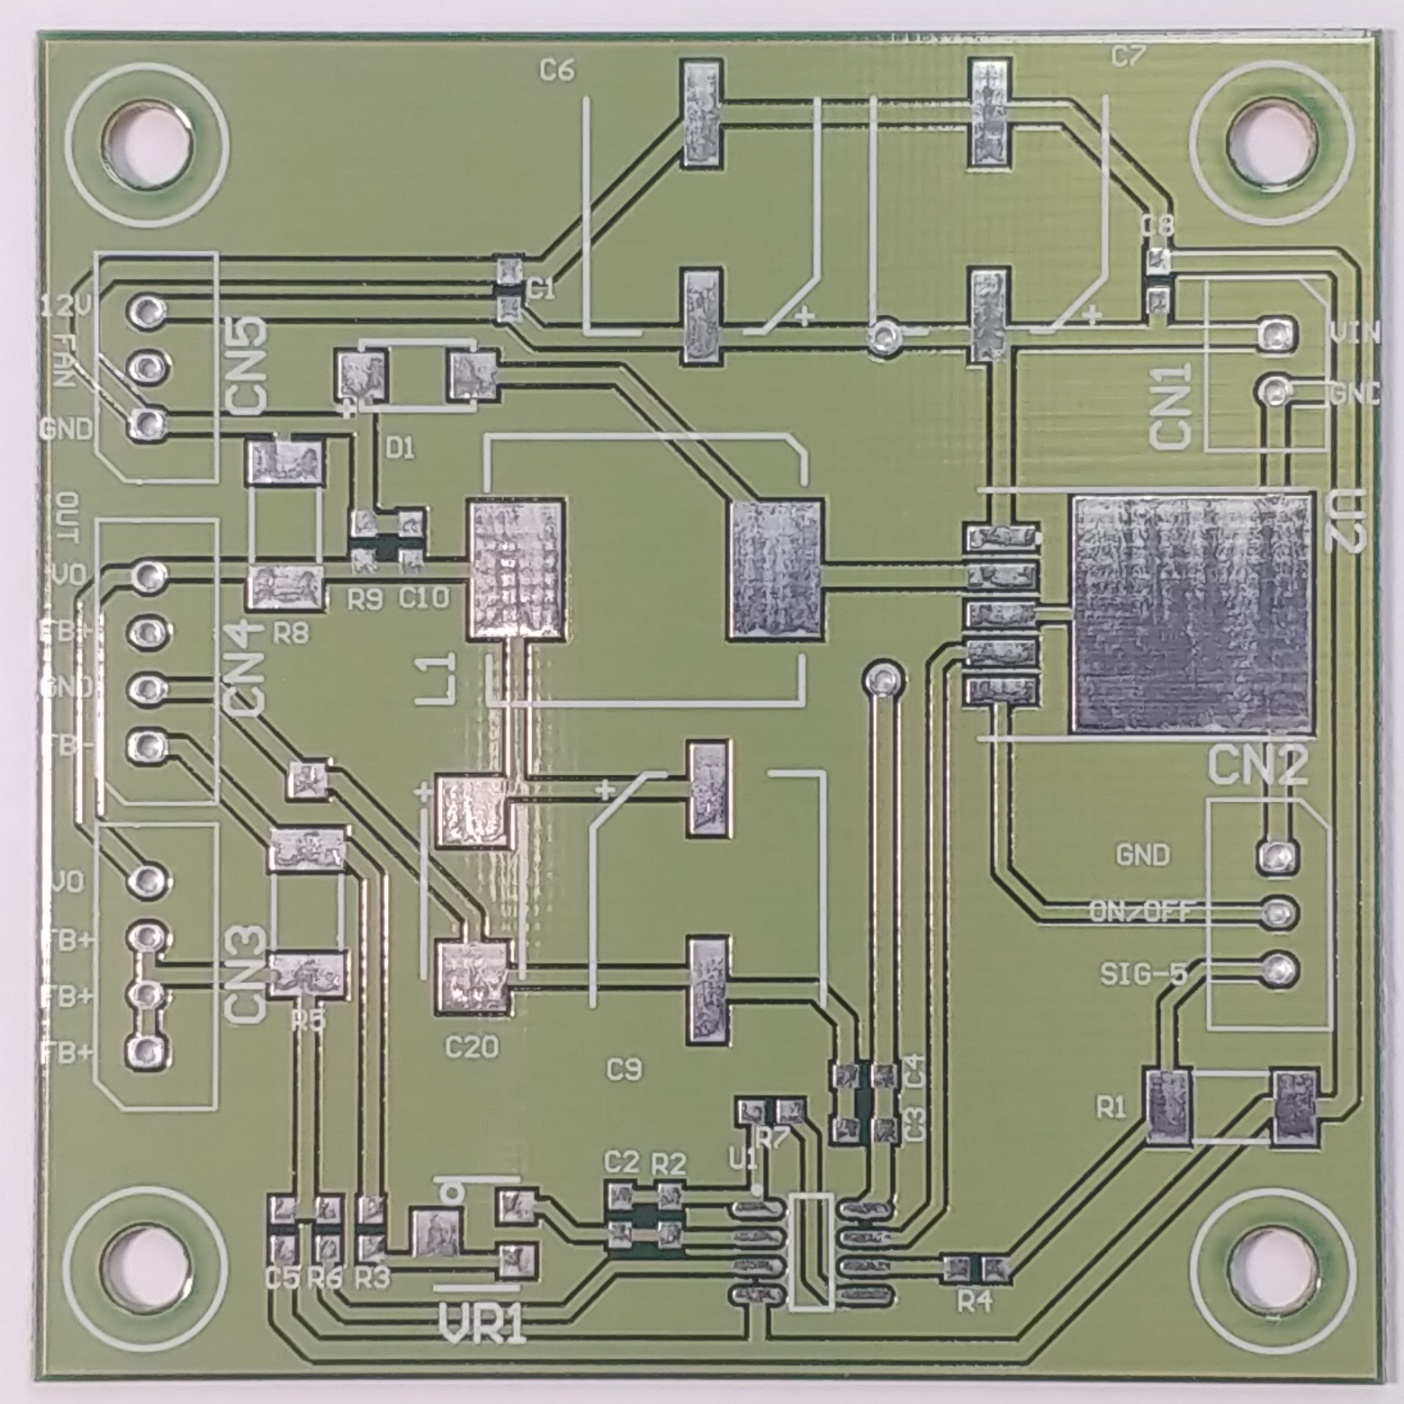 C6
C7
C8
C1
12V
FAN
GND
CN5
VIN
GND
CN1
D1
OUT
U2
VO
FB+
GND
FB-
CN4
R9
C10
R8
L1
+
+
+
+
+
CN2
GND
ON/OFF
SIG-5
VO
FB+
FB+
FB+
CN3
R5
C20
C9
C4
C3
R1
R7
U1
C2
R2
C5
R6
R3
VR1
R4